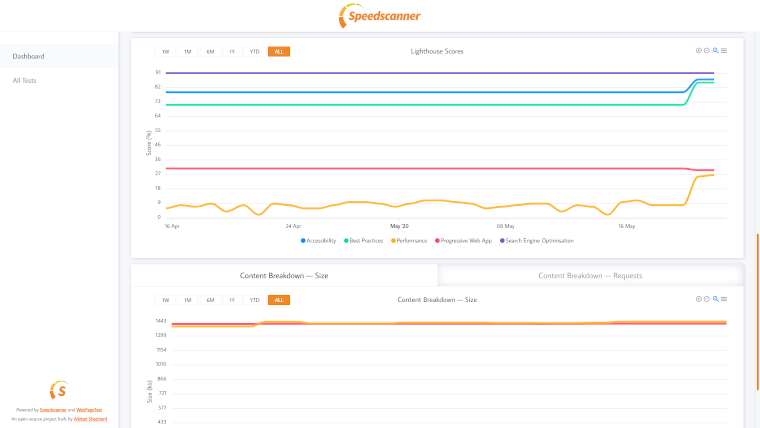 Speedscanner
Dashboard
All Tests
1W 1M 6M 1Y YTD ALL
Lighthouse Scores
91
82
73
64
55
46
36
27
18
9
0
Score (%)
16 Apr 24 Apr May '20 08 May 16 May
Accessibility Best Practices Performance Progressive Web App Search Engine Optimisation
Content Breakdown — Size Content Breakdown — Requests
1W 1M 6M 1Y YTD ALL
Content Breakdown — Size
1443
1299
1154
1010
866
721
577
433
Size (kb)
S
Powered by Speedscanner and WebPageTest
An open-source project built by Alistair Shepherd